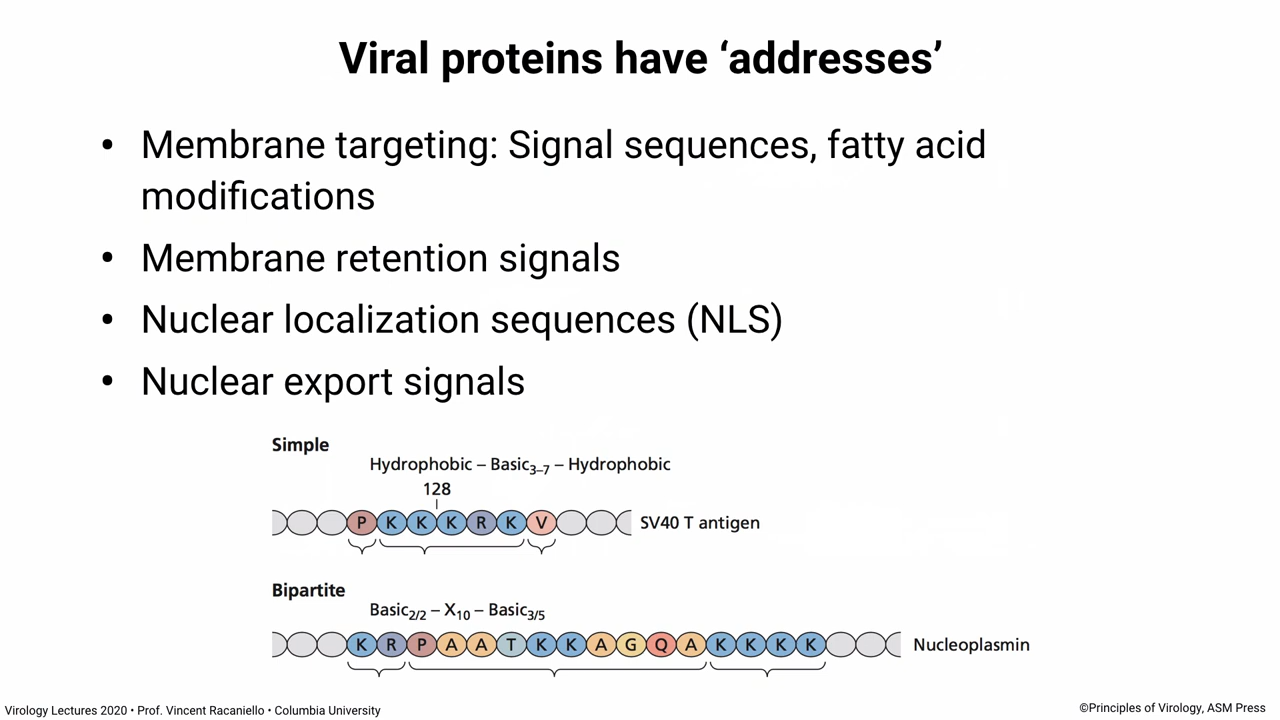 Viral proteins have ‘addresses’
• Membrane targeting: Signal sequences, fatty acid
modifications
• Membrane retention signals
• Nuclear localization sequences (NLS)
• Nuclear export signals
Simple
Hydrophobic – Basic3–7 – Hydrophobic
128
P K K K R K V SV40 T antigen
Bipartite
Basic2/2 – X10 – Basic3/5
K R P A A T K K A G Q A K K K K Nucleoplasmin
Virology Lectures 2020 • Prof. Vincent Racaniello • Columbia University
©Principles of Virology, ASM Press